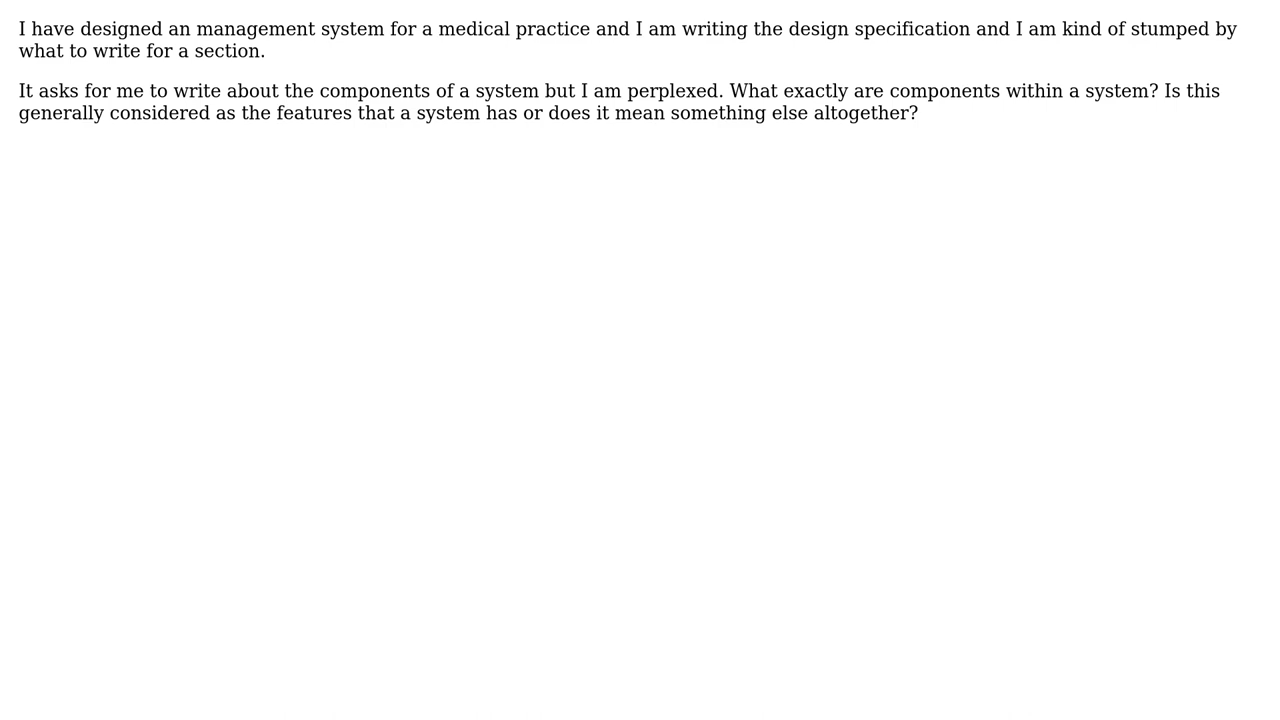 I have designed an management system for a medical practice and I am writing the design specification and I am kind of stumped by
what to write for a section.
It asks for me to write about the components of a system but I am perplexed. What exactly are components within a system? Is this
generally considered as the features that a system has or does it mean something else altogether?